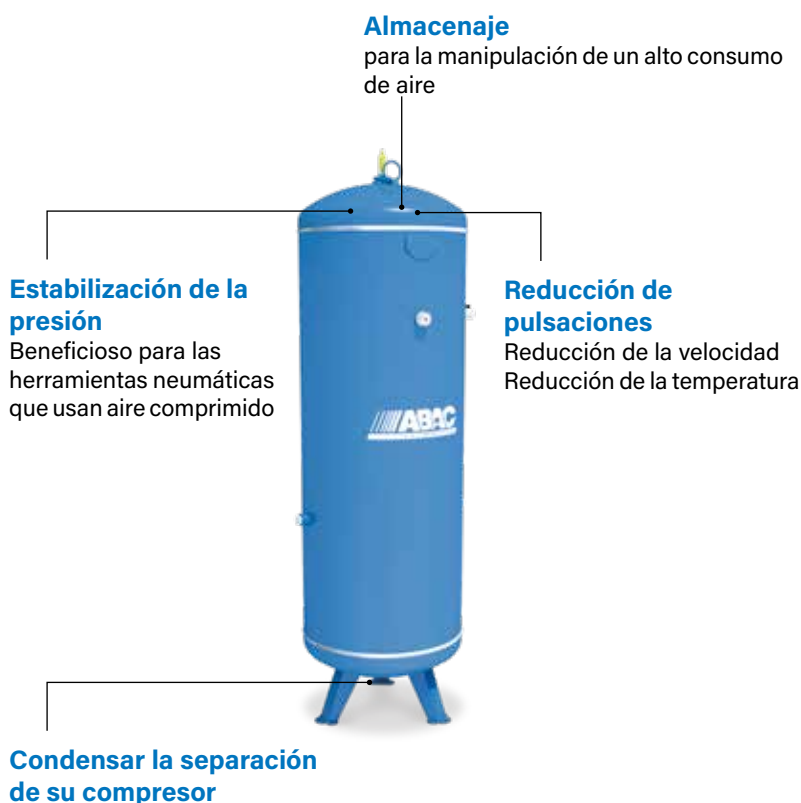 Almacenaje
para la manipulación de un alto consumo
de aire
Estabilización de la
presión
Beneficioso para las
herramientas neumáticas
que usan aire comprimido
Reducción de
pulsaciones
Reducción de la velocidad
Reducción de la temperatura
ABAC
Condensar la separación
de su compresor